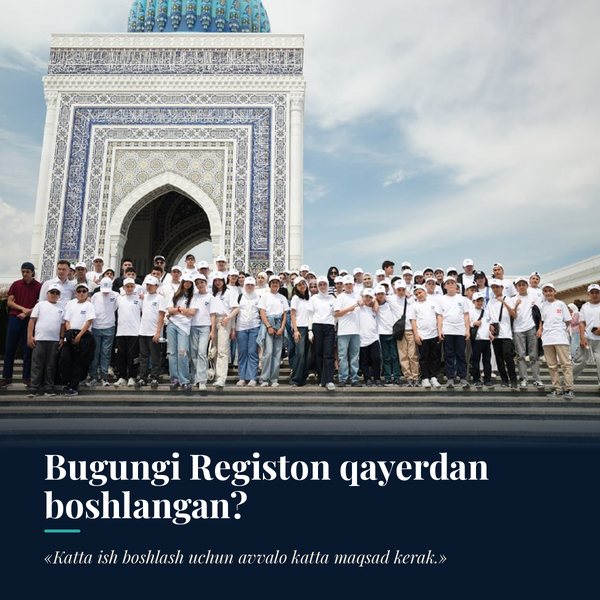 Bugungi Registon qayerdan
boshlangan?
«Katta ish boshlash uchun avvalo katta maqsad kerak.»